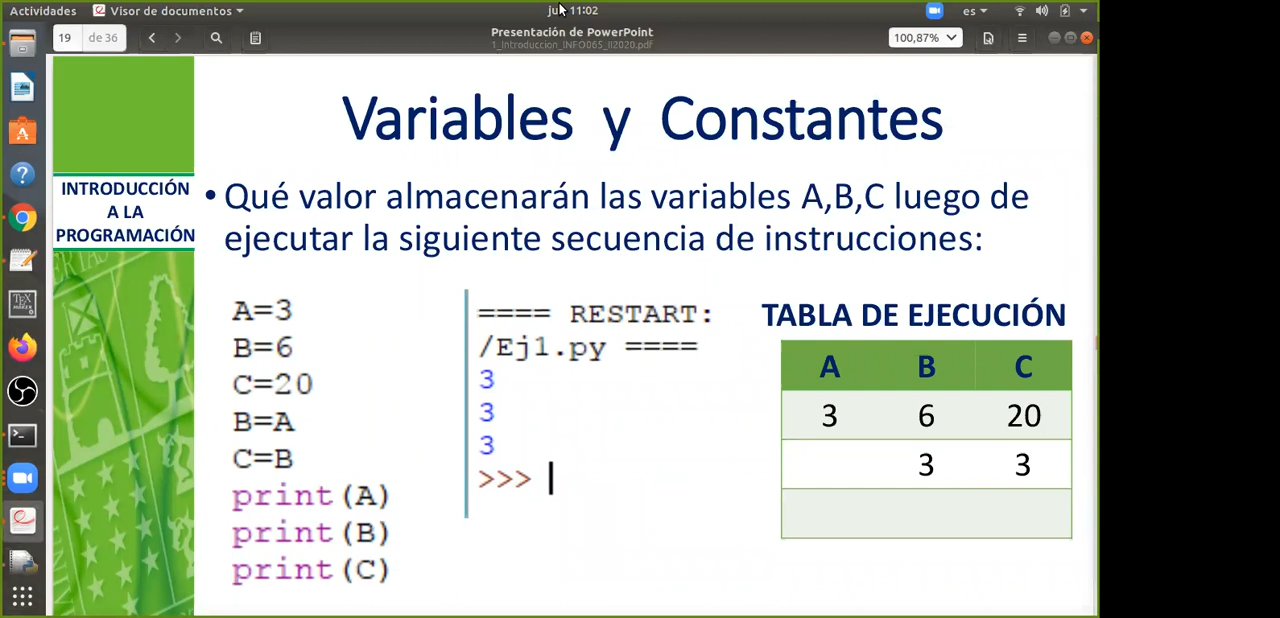 Actividades
Visor de documentos
11:02
es
19
de 36
Presentación de PowerPoint
1_Introduccion_INFO065_II2020.pdf
100,87%
INTRODUCCIÓN
A LA
PROGRAMACIÓN
Variables y Constantes
• Qué valor almacenarán las variables A,B,C luego de
ejecutar la siguiente secuencia de instrucciones:
A=3
B=6
C=20
B=A
C=B
print(A)
print(B)
print(C)
==== RESTART:
/Ej1.py ====
3
3
3
>>>
TABLA DE EJECUCIÓN
A B C
3 6 20
3 3